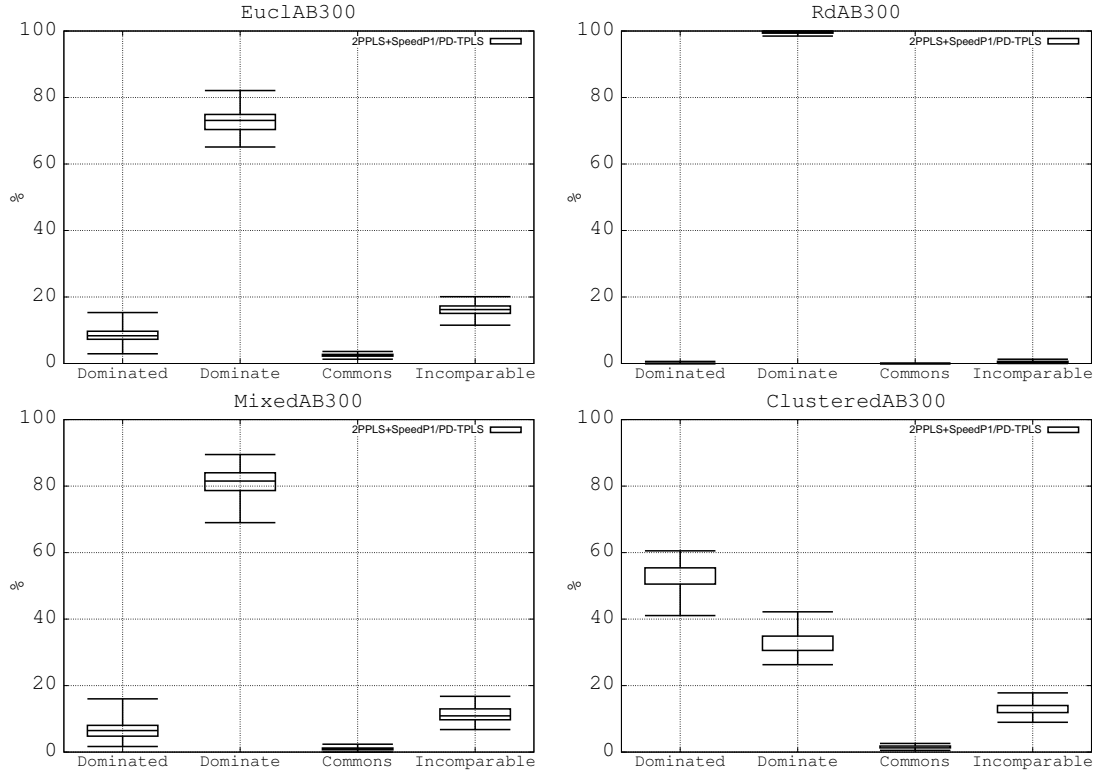 EuclAB300
2PPLS+SpeedP1/PD-TPLS
100
80
60
40
20
0
%
Dominated Dominate Commons Incomparable
RdAB300
2PPLS+SpeedP1/PD-TPLS
100
80
60
40
20
0
%
Dominated Dominate Commons Incomparable
MixedAB300
2PPLS+SpeedP1/PD-TPLS
100
80
60
40
20
0
%
Dominated Dominate Commons Incomparable
ClusteredAB300
2PPLS+SpeedP1/PD-TPLS
100
80
60
40
20
0
%
Dominated Dominate Commons Incomparable